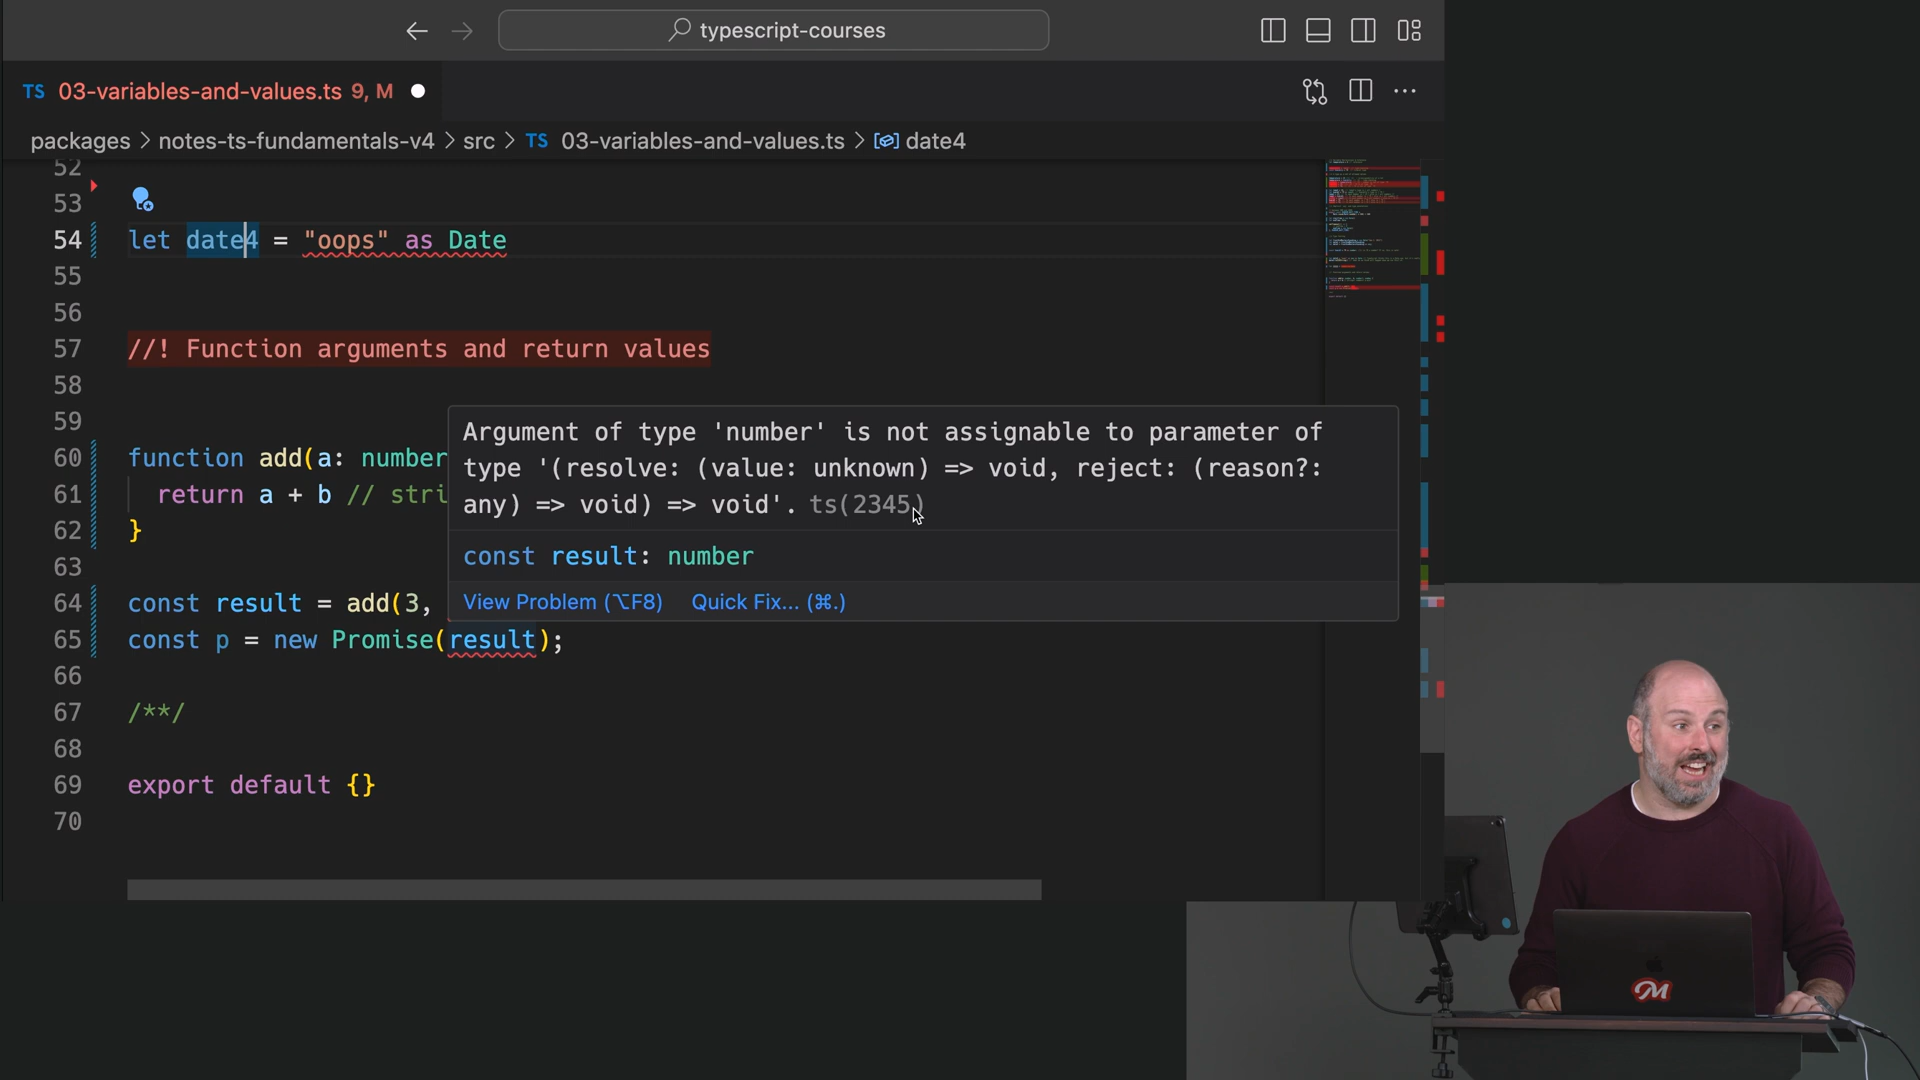 typescript-courses
TS 03-variables-and-values.ts 9, M
packages > notes-ts-fundamentals-v4 > src > TS 03-variables-and-values.ts > date4
52
53
54 let date4 = "oops" as Date
55
56
57 //! Function arguments and return values
58
59
Argument of type 'number' is not assignable to parameter of
type '(resolve: (value: unknown) => void, reject: (reason?:
any) => void) => void'. ts(2345)
const result: number
View Problem (⌥F8) Quick Fix... (⌘.)
60 function add(a: number
61 return a + b // stri
62 }
63
64 const result = add(3,
65 const p = new Promise(result);
66
67 /**/
68
69 export default {}
70
M